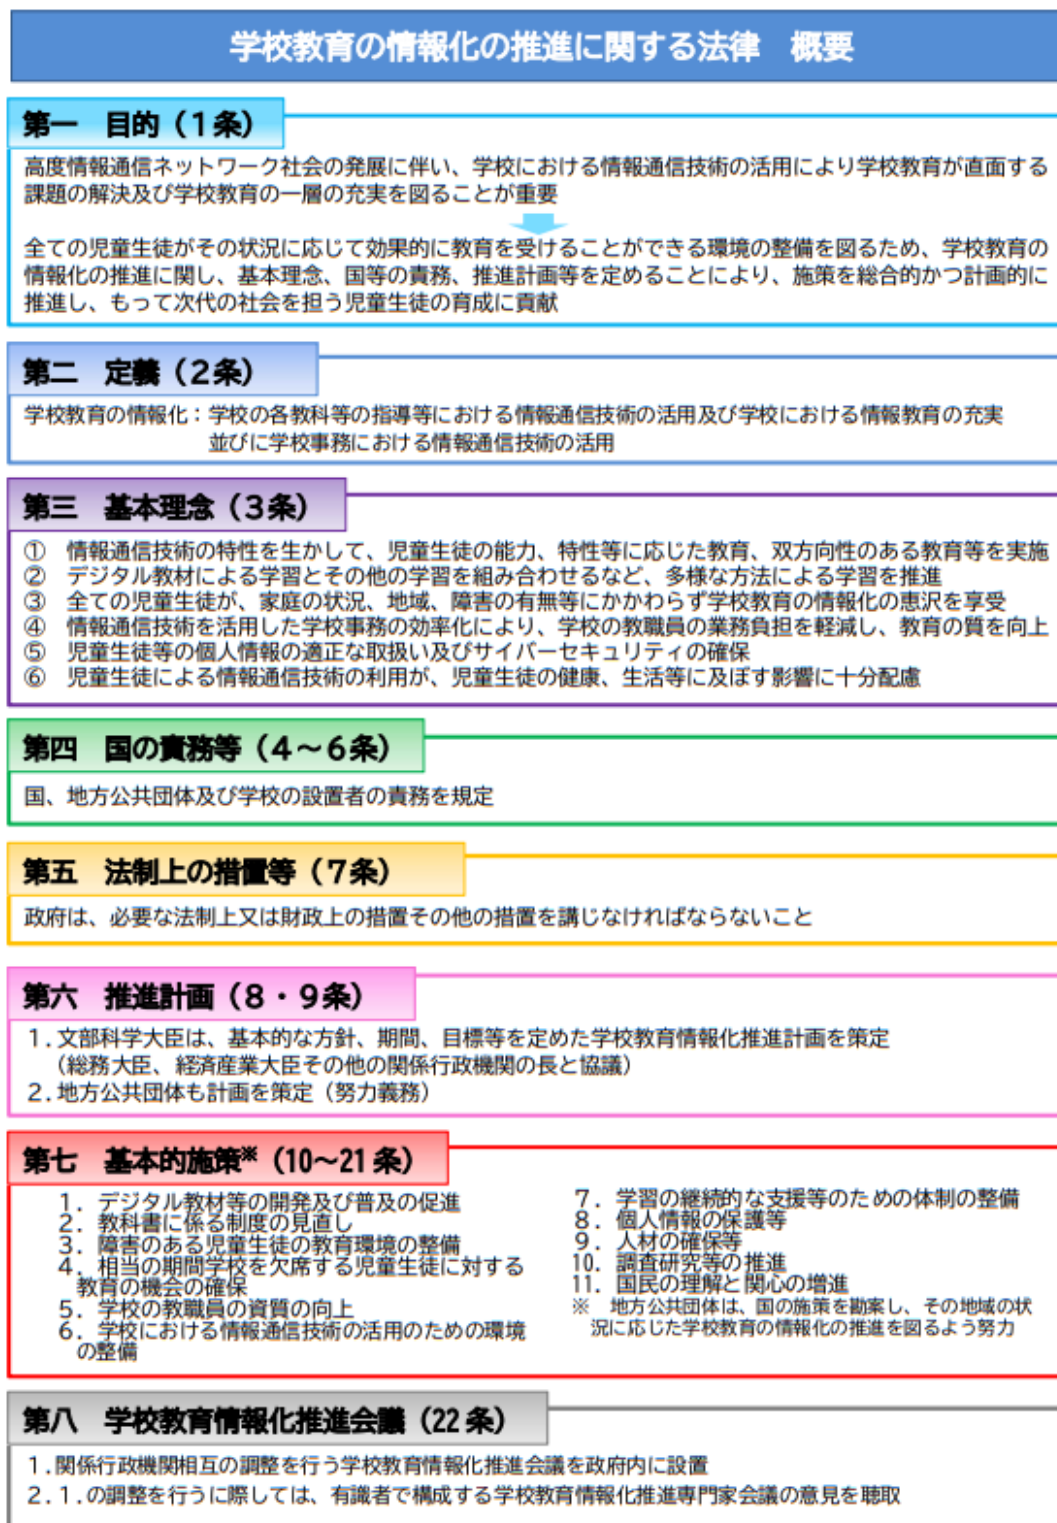 学校教育の情報化の推進に関する法律　概要
第一　目的（１条）
高度情報通信ネットワーク社会の発展に伴い、学校における情報通信技術の活用により学校教育が直面する
課題の解決及び学校教育の一層の充実を図ることが重要
全ての児童生徒がその状況に応じて効果的に教育を受けることができる環境の整備を図るため、学校教育の
情報化の推進に関し、基本理念、国等の責務、推進計画等を定めることにより、施策を総合的かつ計画的に
推進し、もって次代の社会を担う児童生徒の育成に貢献
第二　定義（２条）
学校教育の情報化：学校の各教科等の指導等における情報通信技術の活用及び学校における情報教育の充実
並びに学校事務における情報通信技術の活用
第三　基本理念（３条）
①　情報通信技術の特性を生かして、児童生徒の能力、特性等に応じた教育、双方向性のある教育等を実施
②　デジタル教材による学習とその他の学習を組み合わせるなど、多様な方法による学習を推進
③　全ての児童生徒が、家庭の状況、地域、障害の有無等にかかわらず学校教育の情報化の恵沢を享受
④　情報通信技術を活用した学校事務の効率化により、学校の教職員の業務負担を軽減し、教育の質を向上
⑤　児童生徒等の個人情報の適正な取扱い及びサイバーセキュリティの確保
⑥　児童生徒による情報通信技術の利用が、児童生徒の健康、生活等に及ぼす影響に十分配慮
第四　国の責務等（４～６条）
国、地方公共団体及び学校の設置者の責務を規定
第五　法制上の措置等（７条）
政府は、必要な法制上又は財政上の措置その他の措置を講じなければならないこと
第六　推進計画（８・９条）
１．文部科学大臣は、基本的な方針、期間、目標等を定めた学校教育情報化推進計画を策定
（総務大臣、経済産業大臣その他の関係行政機関の長と協議）
２．地方公共団体も計画を策定（努力義務）
第七　基本的施策※（10～21条）
１．デジタル教材等の開発及び普及の促進
２．教科書に係る制度の見直し
３．障害のある児童生徒の教育環境の整備
４．相当の期間学校を欠席する児童生徒に対する
教育の機会の確保
５．学校の教職員の資質の向上
６．学校における情報通信技術の活用のための環境
の整備
７．学習の継続的な支援等のための体制の整備
８．個人情報の保護等
９．人材の確保等
10．調査研究等の推進
11．国民の理解と関心の増進
※　地方公共団体は、国の施策を勘案し、その地域の状
況に応じた学校教育の情報化の推進を図るよう努力
第八　学校教育情報化推進会議（22条）
１．関係行政機関相互の調整を行う学校教育情報化推進会議を政府内に設置
２．１．の調整を行うに際しては、有識者で構成する学校教育情報化推進専門家会議の意見を聴取